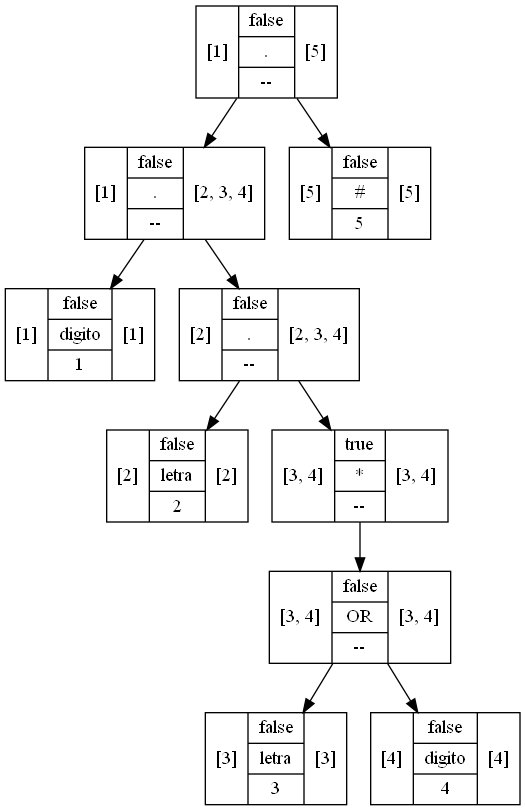 false
[1] . [5]
--
false
[1] . [2, 3, 4]
--
false
[5] # [5]
5
false
[1] digito [1]
1
false
[2] . [2, 3, 4]
--
false
[2] letra [2]
2
true
[3, 4] * [3, 4]
--
false
[3, 4] OR [3, 4]
--
false
[3] letra [3]
3
false
[4] digito [4]
4